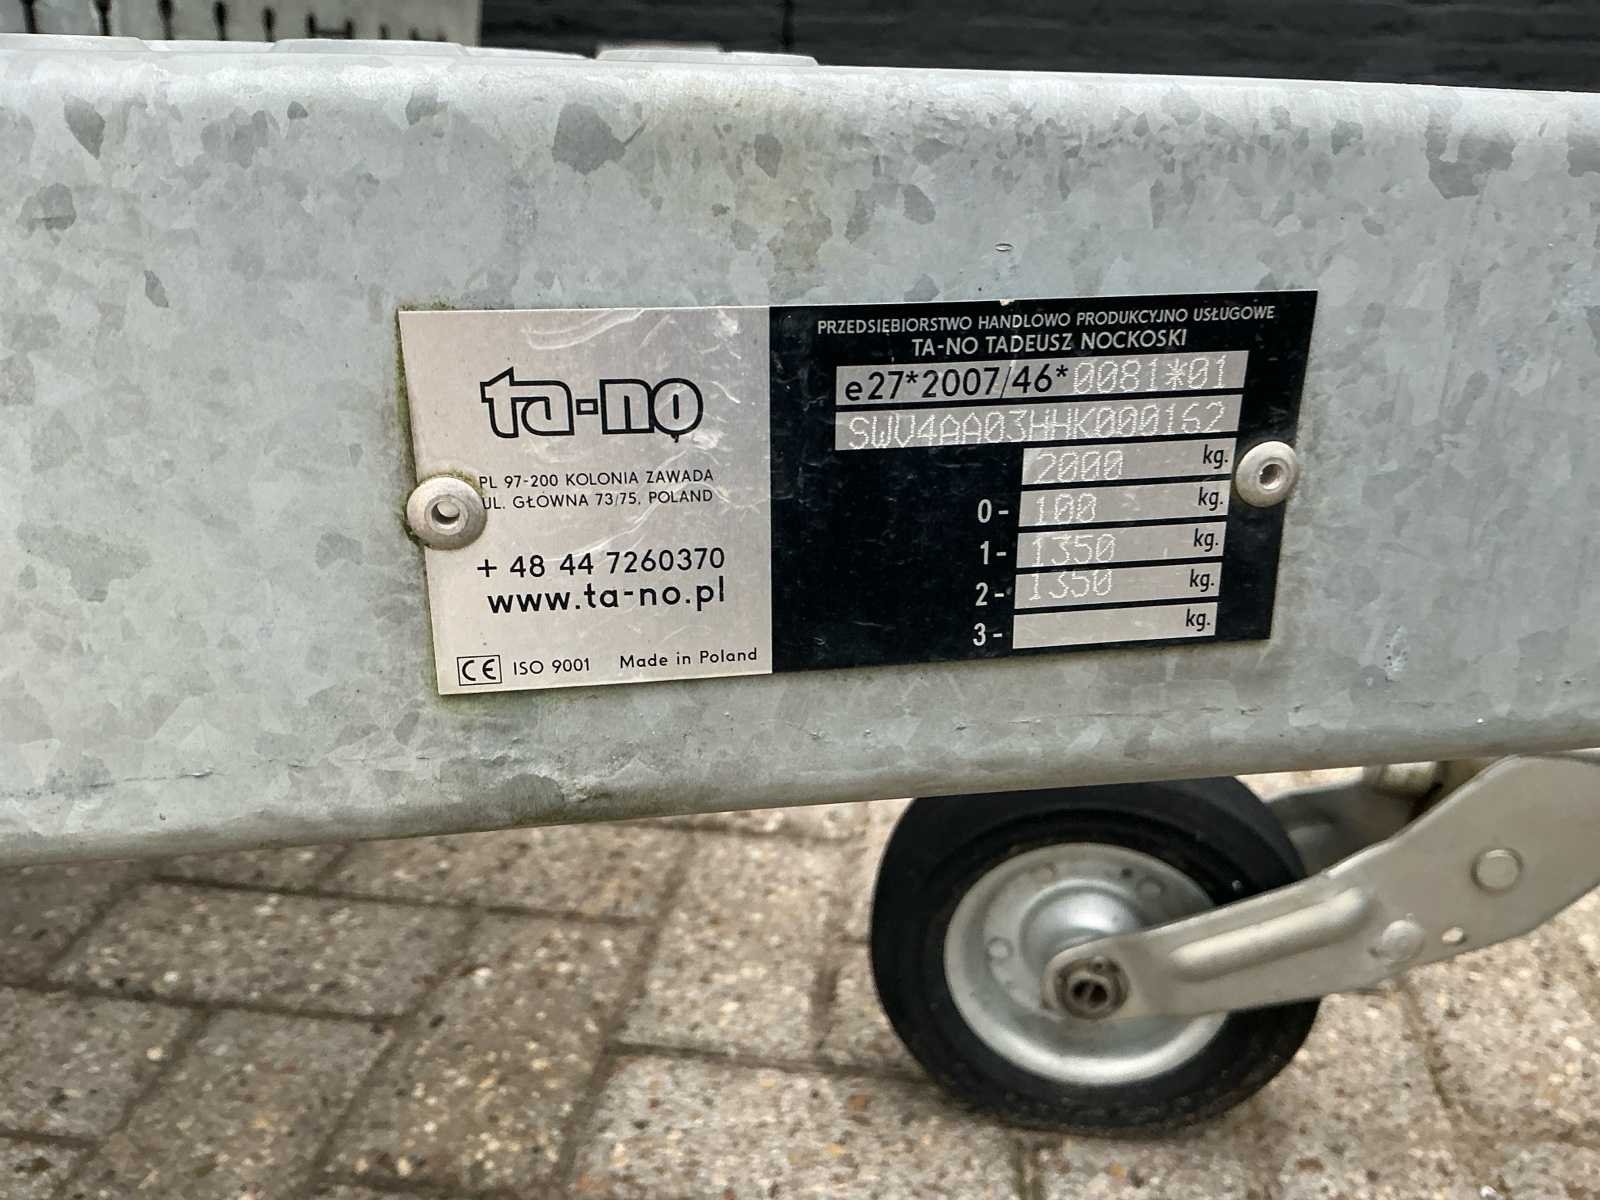 ta-no
PL 97-200 KOLONIA ZAWADA
UL. GŁÓWNA 73/75, POLAND
+ 48 44 7260370
www.ta-no.pl
CE ISO 9001 Made in Poland
PRZEDSIĘBIORSTWO HANDLOWO PRODUKCYJNO USŁUGOWE
TA-NO TADEUSZ NOCKOSKI
e27*2007/46*0081*01
SWV4AA03HHK000162
2000 kg.
0- 100 kg.
1- 1350 kg.
2- 1350 kg.
3- kg.